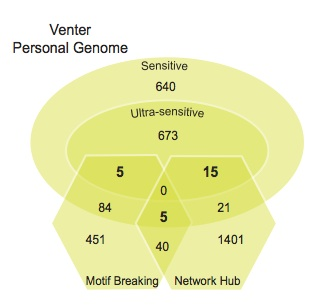 Venter
Personal Genome
Sensitive
640
Ultra-sensitive
673
5 15
0
84 5 21
451 40 1401
Motif Breaking Network Hub